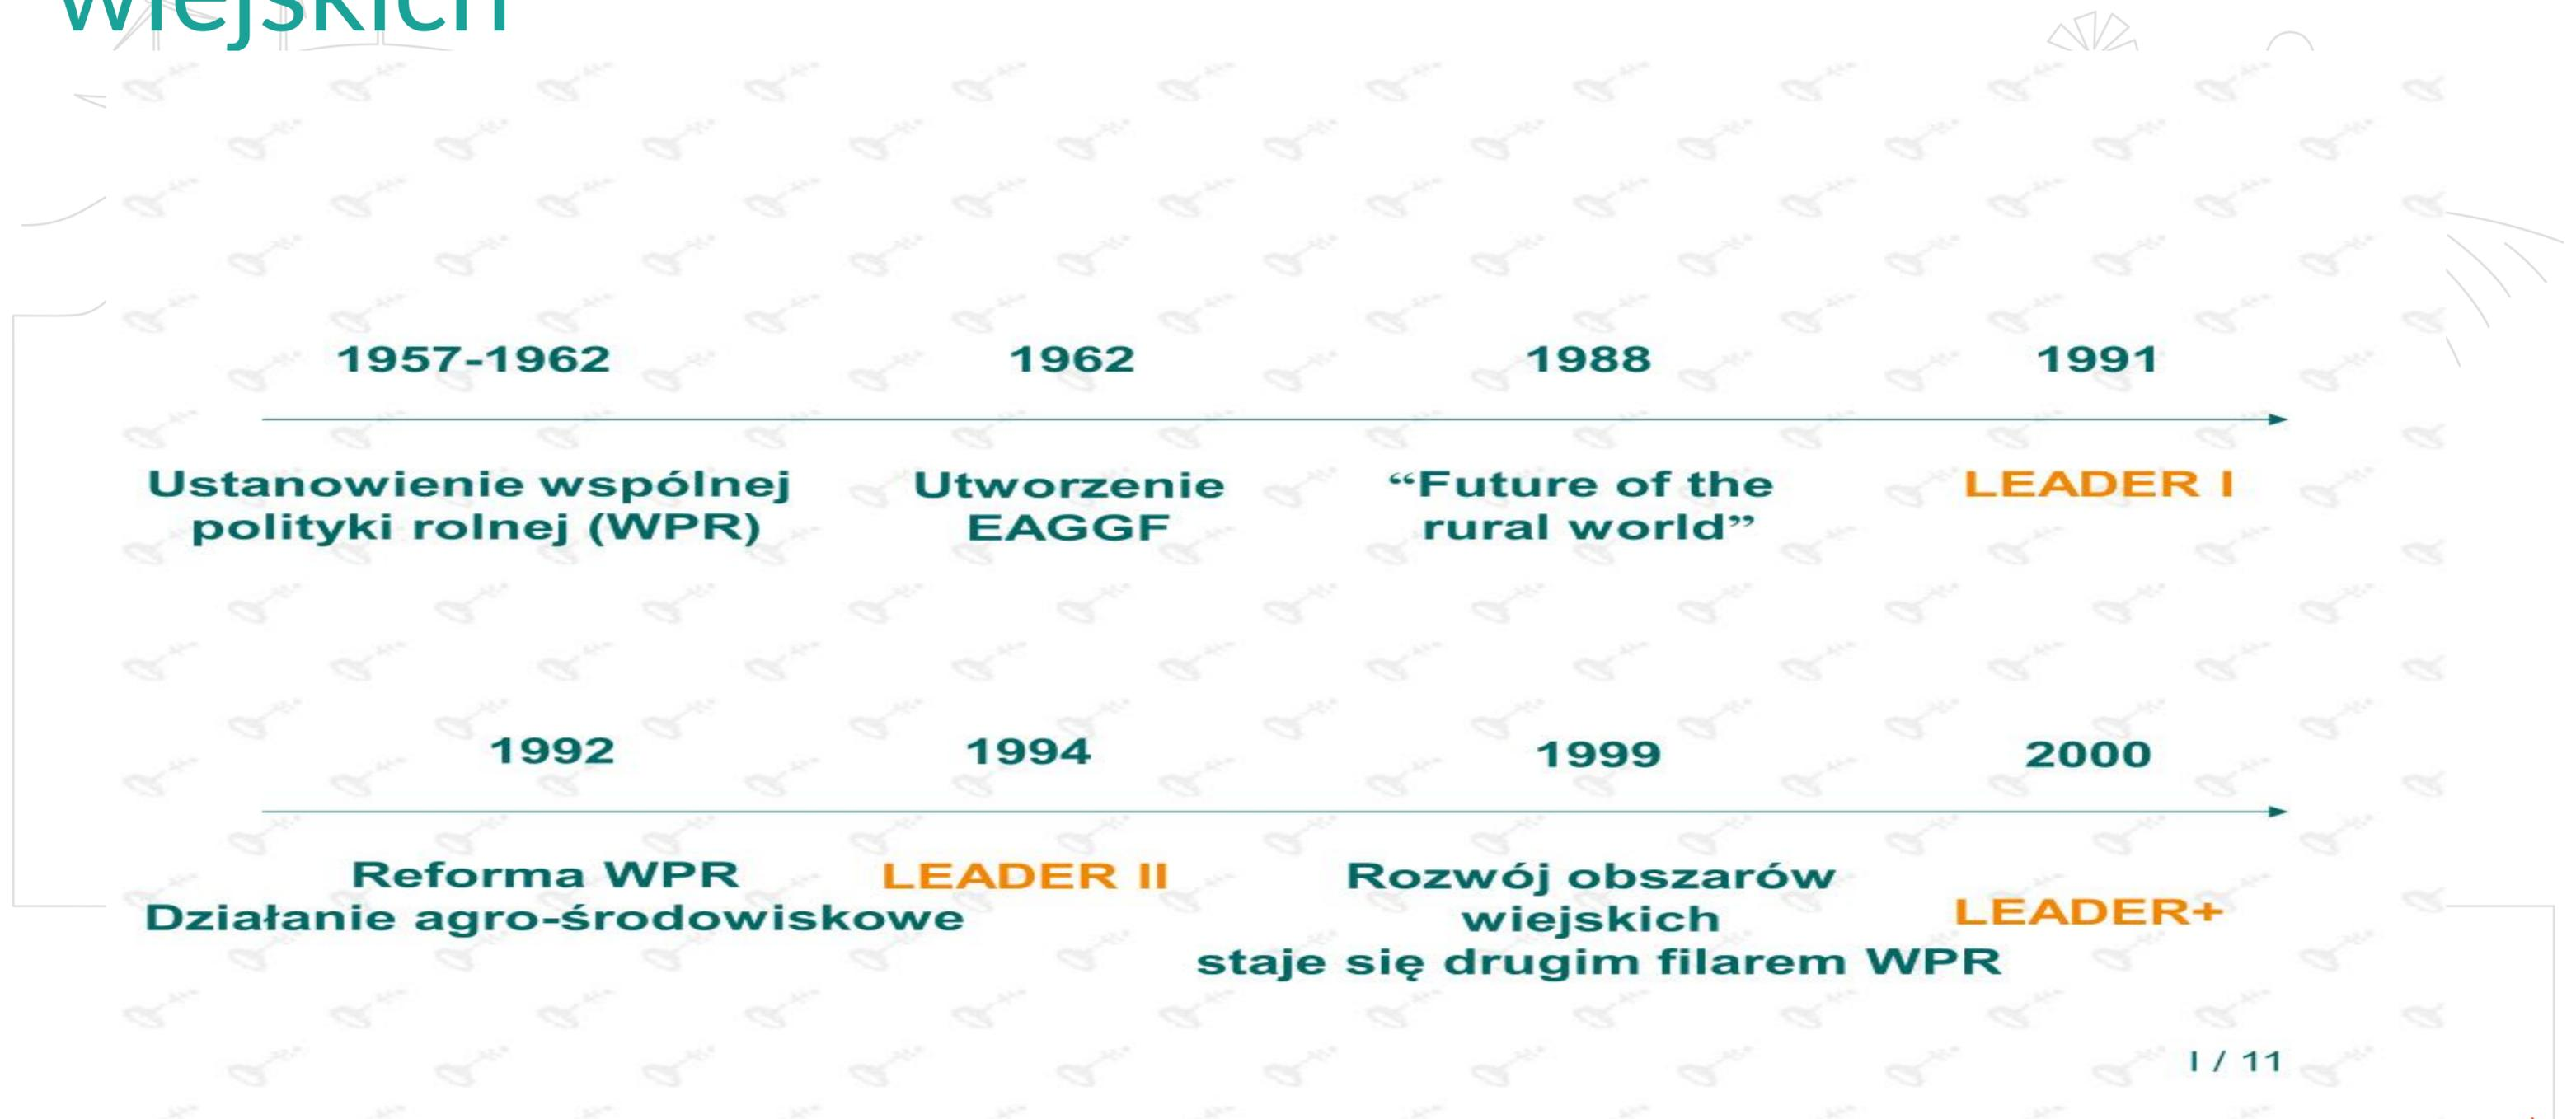 wiejskich
1957-1962
1962
1988
1991
Ustanowienie wspólnej
polityki rolnej (WPR)
Utworzenie
EAGGF
“Future of the
rural world”
LEADER I
1992
1994
1999
2000
Reforma WPR
Działanie agro-środowiskowe
LEADER II
Rozwój obszarów
wiejskich
staje się drugim filarem WPR
LEADER+
I / 11